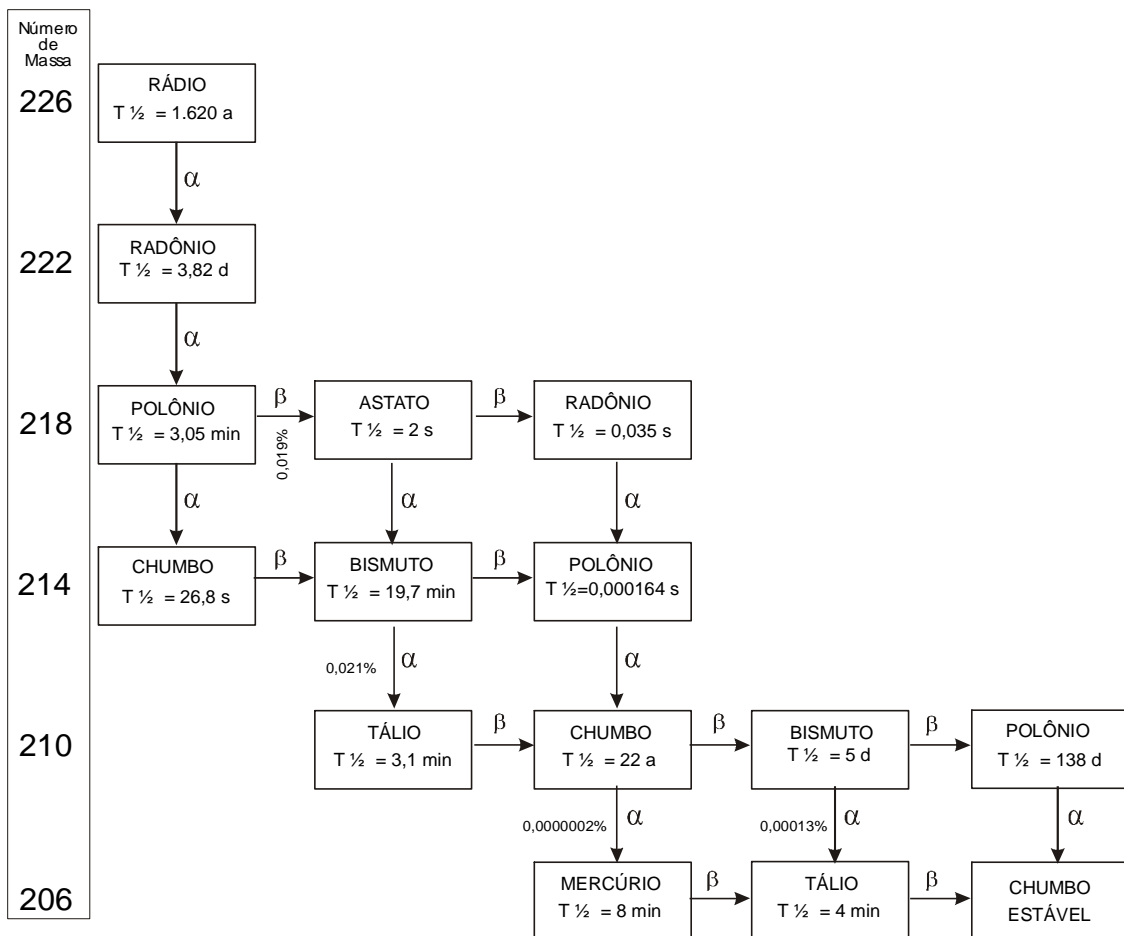 Número
de
Massa
226
RÁDIO
T ½ = 1.620 a
α
222
RADÔNIO
T ½ = 3,82 d
α
218
POLÔNIO
T ½ = 3,05 min
β
0,019%
ASTATO
T ½ = 2 s
β
RADÔNIO
T ½ = 0,035 s
α
α
α
214
CHUMBO
T ½ = 26,8 s
β
BISMUTO
T ½ = 19,7 min
β
POLÔNIO
T ½=0,000164 s
0,021%
α
α
210
TÁLIO
T ½ = 3,1 min
β
CHUMBO
T ½ = 22 a
β
BISMUTO
T ½ = 5 d
β
POLÔNIO
T ½ = 138 d
0,0000002%
α
0,00013%
α
α
206
MERCÚRIO
T ½ = 8 min
β
TÁLIO
T ½ = 4 min
β
CHUMBO
ESTÁVEL